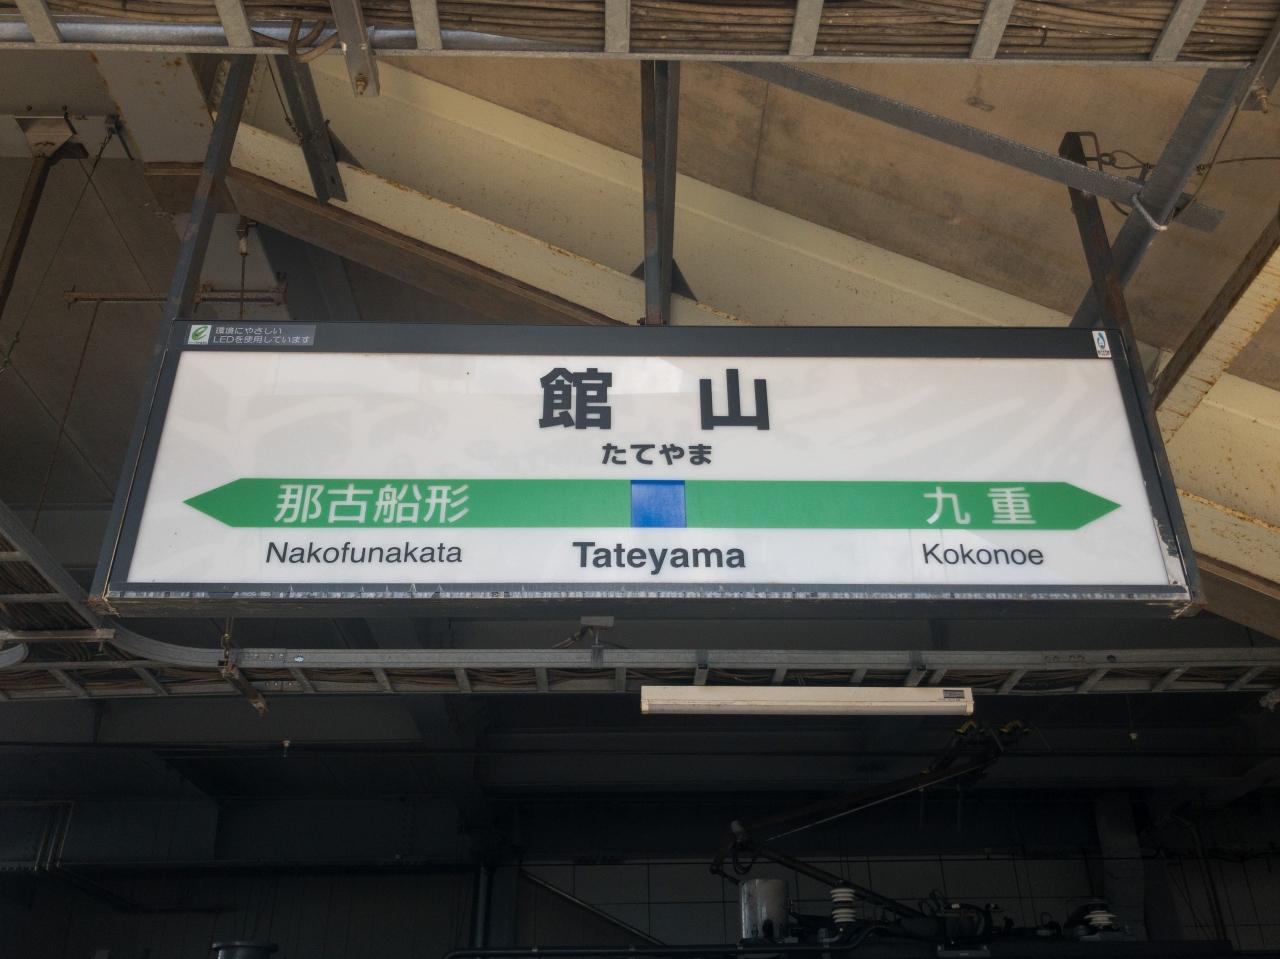 環境にやさしい
LEDを使用しています
館山
たてやま
那古船形 九重
Nakofunakata Tateyama Kokonoe